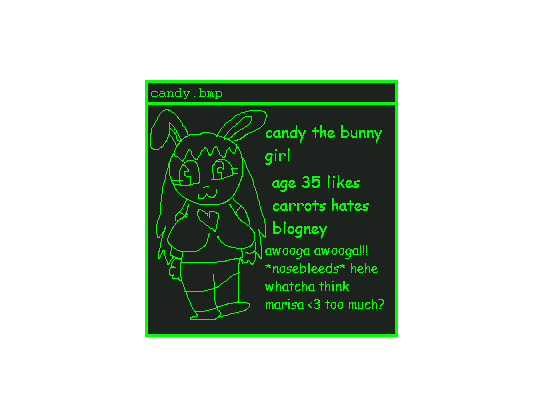 candy.bmp
candy the bunny
girl
age 35 likes
carrots hates
blogney
awooga awooga!!!
*nosebleeds* hehe
whatcha think
marisa <3 too much?